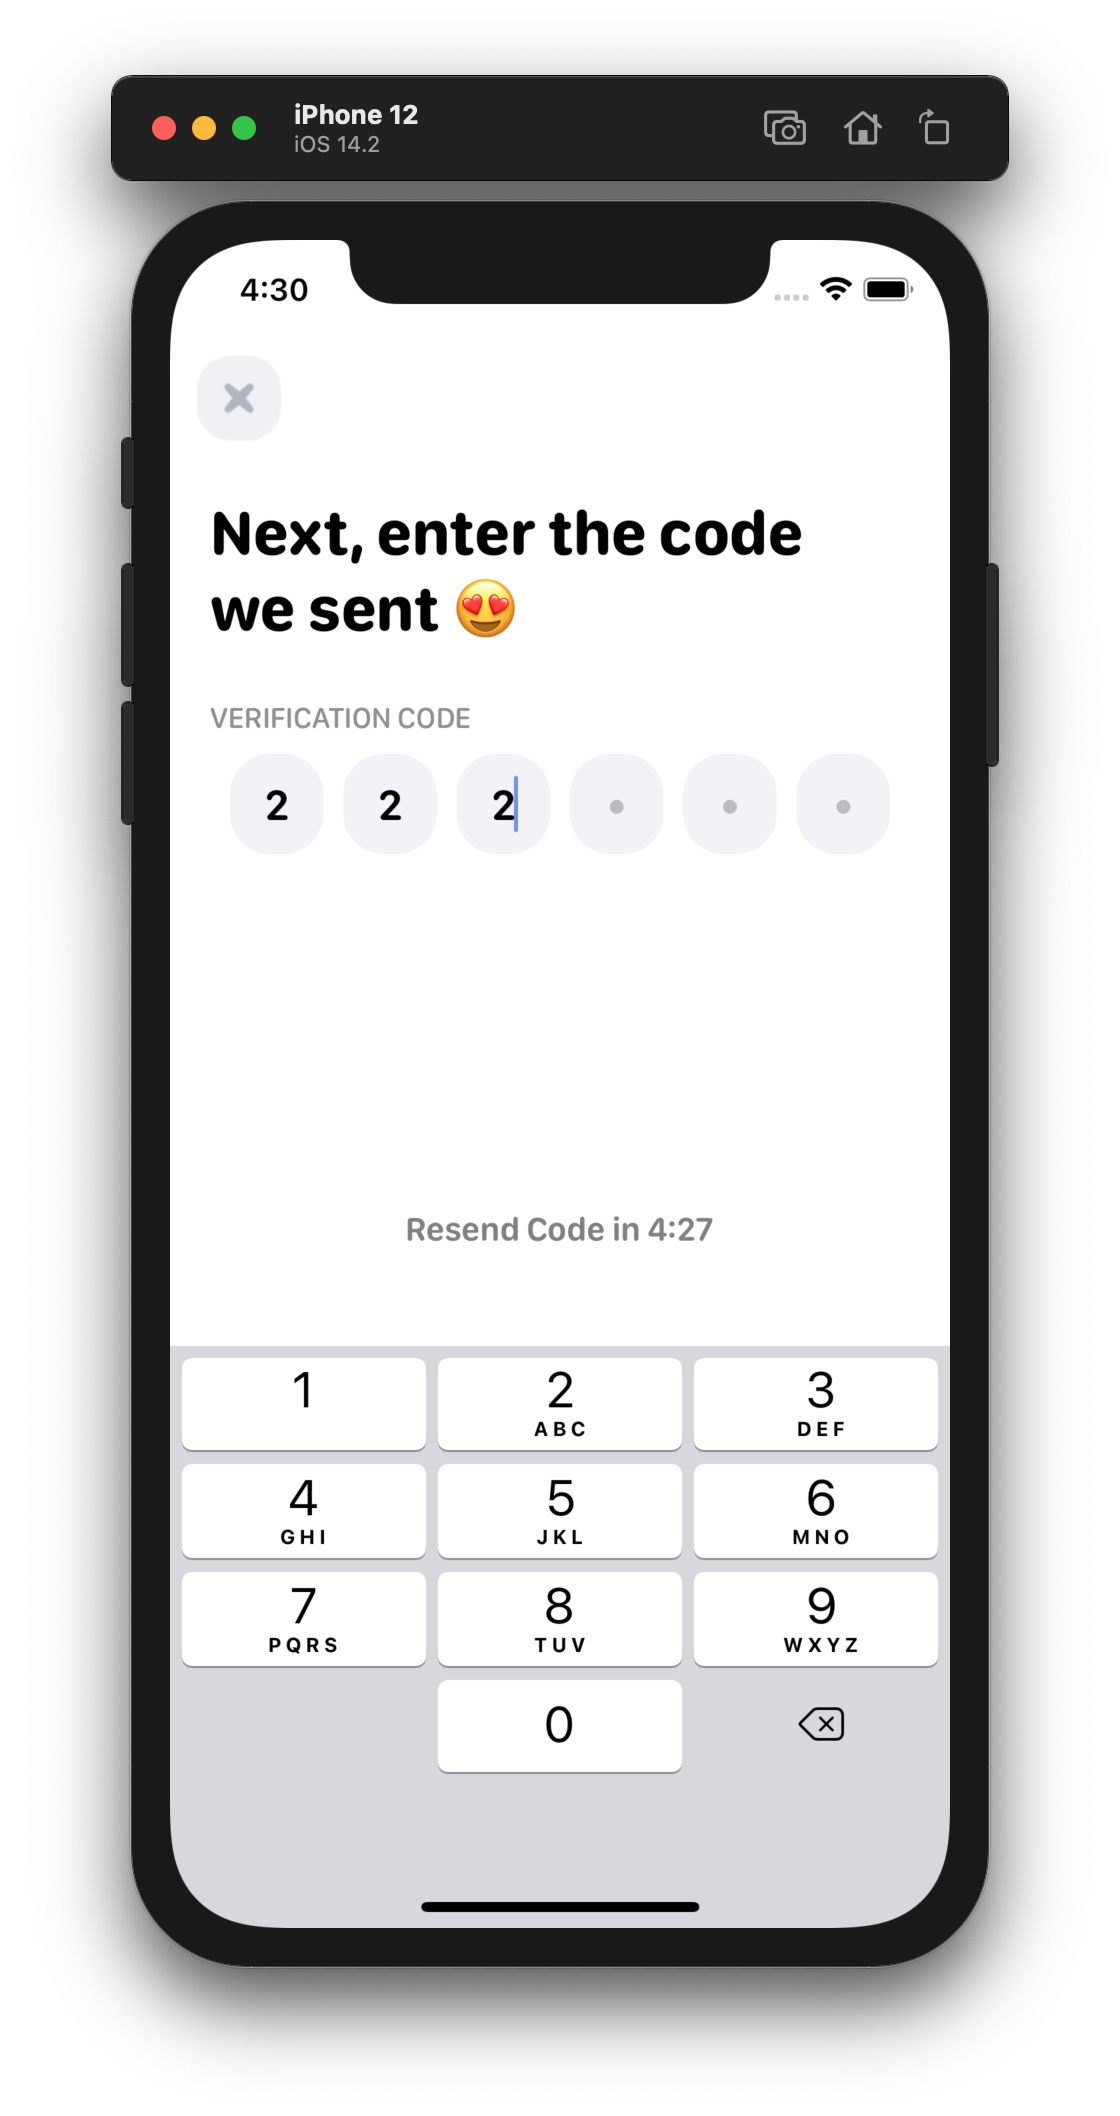 iPhone 12
iOS 14.2
4:30
Next, enter the code
we sent 😍
VERIFICATION CODE
2 2 2 • • •
Resend Code in 4:27
1 2 3
ABC DEF
4 5 6
GHI JKL MNO
7 8 9
PQRS TUV WXYZ
0